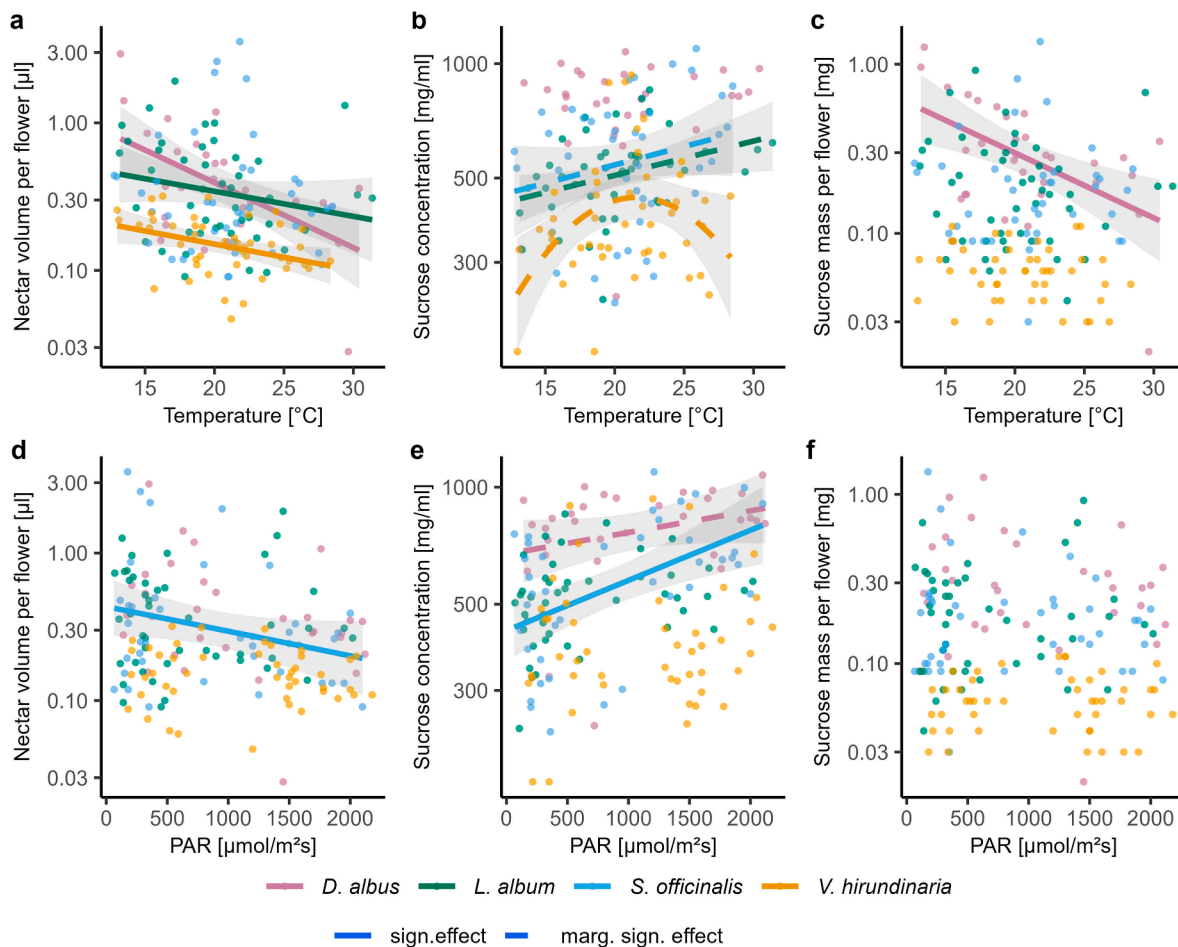 a
b
c
Nectar volume per flower [µl]
3.00
1.00
0.30
0.10
0.03
15 20 25 30
Temperature [°C]
Sucrose concentration [mg/ml]
1000
500
300
15 20 25 30
Temperature [°C]
Sucrose mass per flower [mg]
1.00
0.30
0.10
0.03
15 20 25 30
Temperature [°C]
d
e
f
Nectar volume per flower [µl]
3.00
1.00
0.30
0.10
0.03
0 500 1000 1500 2000
PAR [µmol/m²s]
Sucrose concentration [mg/ml]
1000
500
300
0 500 1000 1500 2000
PAR [µmol/m²s]
Sucrose mass per flower [mg]
1.00
0.30
0.10
0.03
0 500 1000 1500 2000
PAR [µmol/m²s]
D. albus L. album S. officinalis V. hirundinaria
sign.effect marg. sign. effect